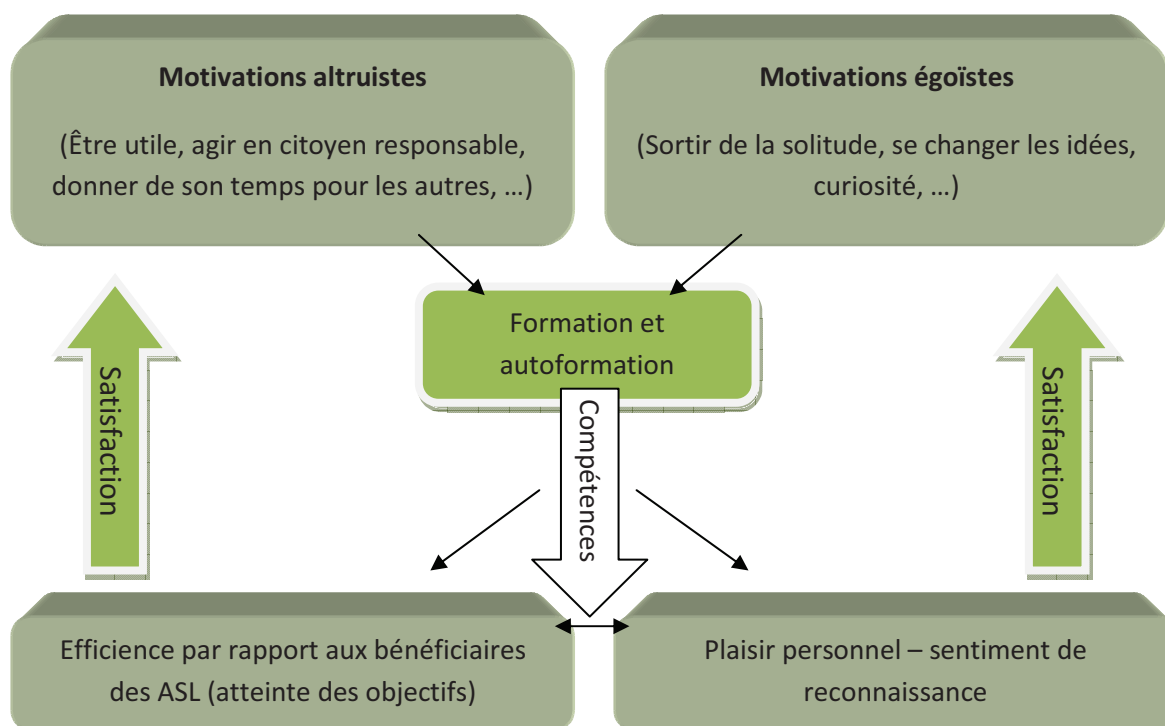 Motivations altruistes
(Être utile, agir en citoyen responsable,
donner de son temps pour les autres, …)
Motivations égoïstes
(Sortir de la solitude, se changer les idées,
curiosité, …)
Formation et
autoformation
Satisfaction
Compétences
Satisfaction
Efficience par rapport aux bénéficiaires
des ASL (atteinte des objectifs)
Plaisir personnel – sentiment de
reconnaissance